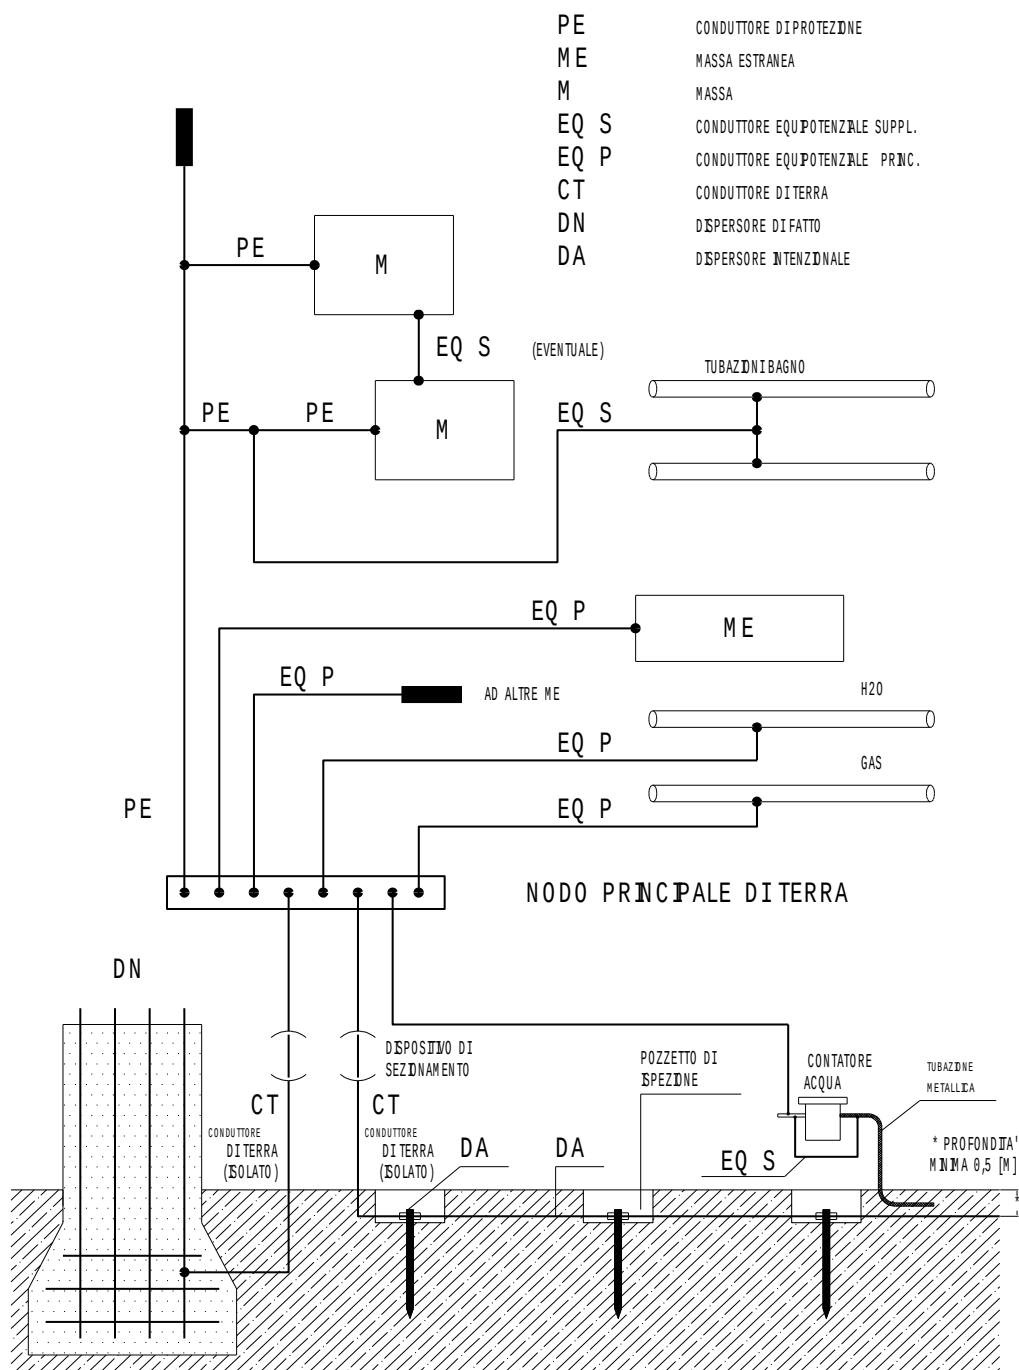 PE CONDUTTORE DI PROTEZIONE
ME MASSA ESTRANEA
M MASSA
EQ S CONDUTTORE EQUIPOTENZIALE SUPPL.
EQ P CONDUTTORE EQUIPOTENZIALE PRINC.
CT CONDUTTORE DI TERRA
DN DISPERSORE DI FATTO
DA DISPERSORE INTENZIONALE
PE
M
EQ S (EVENTUALE)
TUBAZIONI BAGNO
PE
PE
M
EQ S
EQ P
ME
EQ P
AD ALTRE ME
H2O
EQ P
GAS
PE
EQ P
NODO PRINCIPALE DI TERRA
DN
DISPOSITIVO DI
SEZIONAMENTO
POZZETTO DI
ISPEZIONE
CONTATORE
ACQUA
TUBAZIONE
METALLICA
CT
CONDUTTORE
DI TERRA
(ISOLATO)
CT
CONDUTTORE
DI TERRA
(ISOLATO)
DA
DA
EQ S
* PROFONDITA'
MINIMA 0,5 [M]
*